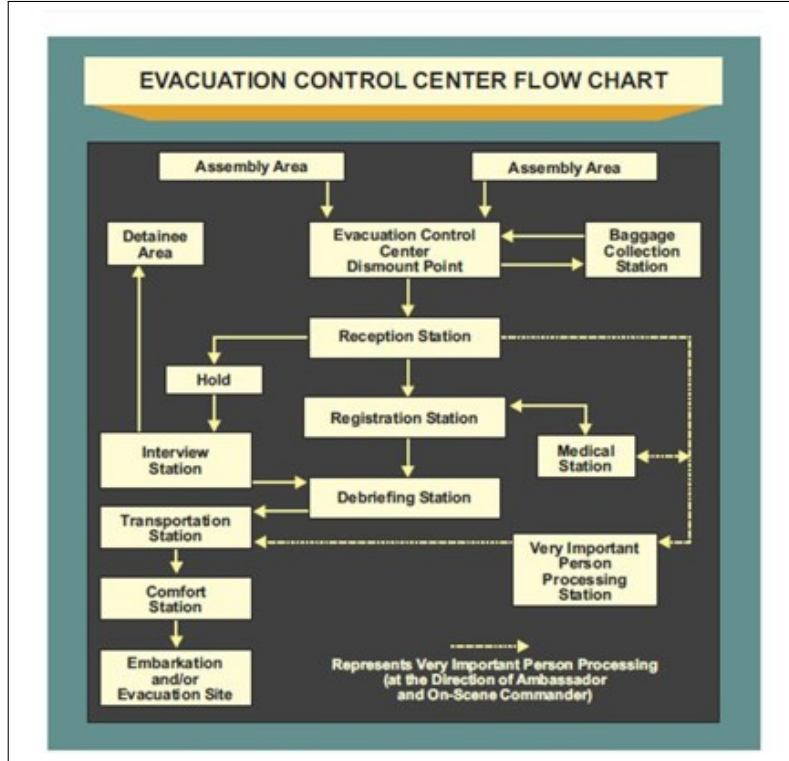 EVACUATION CONTROL CENTER FLOW CHART
Assembly Area
Assembly Area
Detainee
Area
Evacuation Control
Center
Dismount Point
Baggage
Collection
Station
Reception Station
Hold
Registration Station
Interview
Station
Medical
Station
Debriefing Station
Transportation
Station
Very Important
Person
Processing
Station
Comfort
Station
Embarkation
and/or
Evacuation Site
Represents Very Important Person Processing
(at the Direction of Ambassador
and On-Scene Commander)